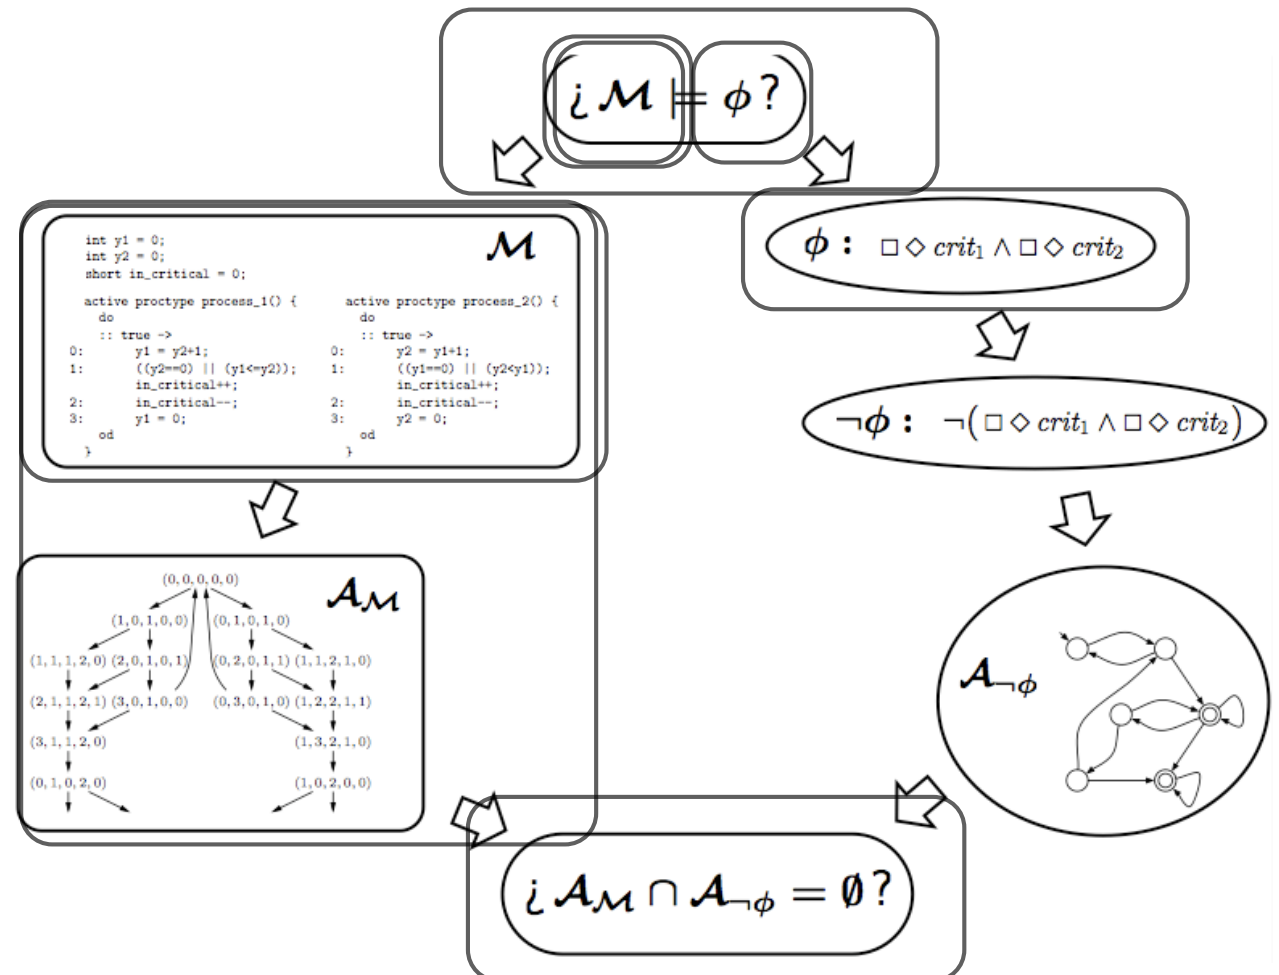 ¿ 𝓜 |= ϕ ?
𝓜
int y1 = 0;
int y2 = 0;
short in_critical = 0;
active proctype process_1() {
do
:: true ->
0: y1 = y2+1;
1: ((y2==0) || (y1<=y2));
in_critical++;
2: in_critical--;
3: y1 = 0;
od
}
active proctype process_2() {
do
:: true ->
0: y2 = y1+1;
1: ((y1==0) || (y2<y1));
in_critical++;
2: in_critical--;
3: y2 = 0;
od
}
ϕ : □ ◇ crit₁ ∧ □ ◇ crit₂
¬ϕ : ¬( □ ◇ crit₁ ∧ □ ◇ crit₂ )
𝓐_𝓜
(0,0,0,0,0)
(1,0,1,0,0) (0,1,0,1,0)
(1,1,1,2,0) (2,0,1,0,1) (0,2,0,1,1) (1,1,2,1,0)
(2,1,1,2,1) (3,0,1,0,0) (0,3,0,1,0) (1,2,2,1,1)
(3,1,1,2,0) (1,3,2,1,0)
(0,1,0,2,0) (1,0,2,0,0)
𝓐_¬ϕ
¿ 𝓐_𝓜 ∩ 𝓐_¬ϕ = ∅ ?